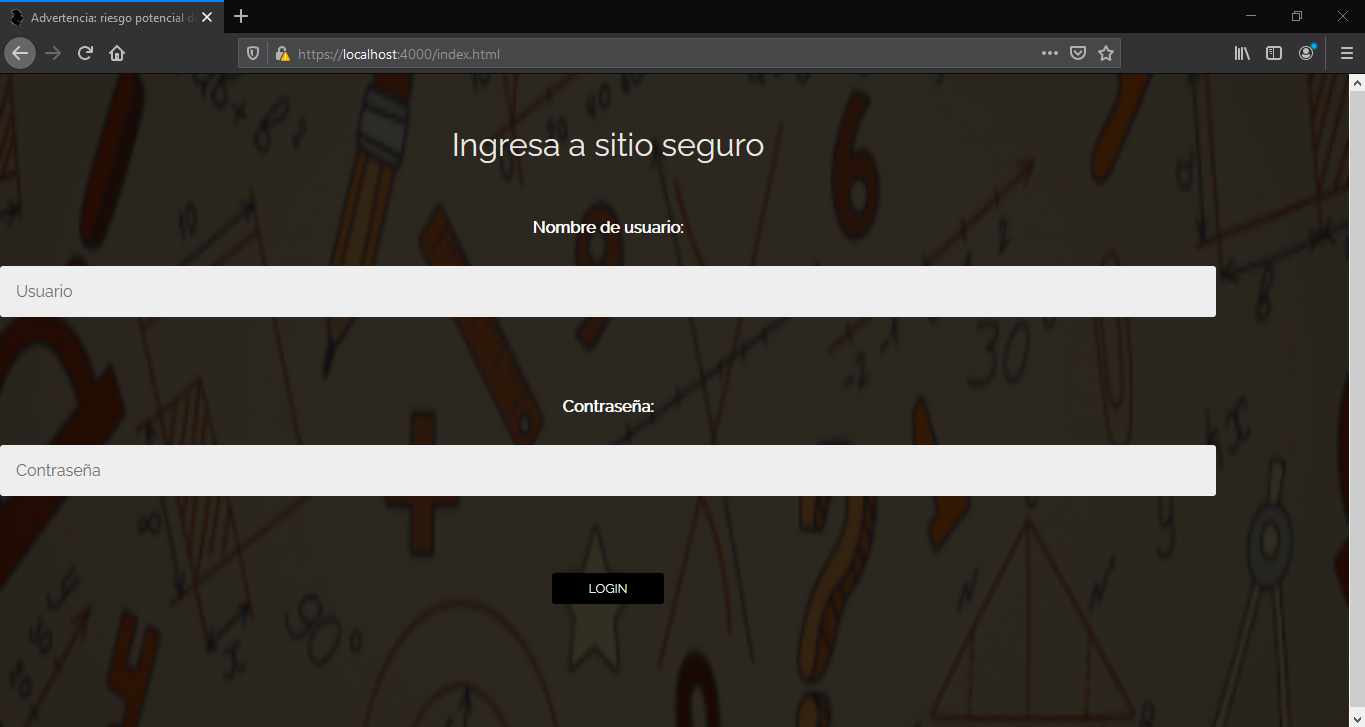 Advertencia: riesgo potencial d
https://localhost:4000/index.html
Ingresa a sitio seguro
Nombre de usuario:
Usuario
Contraseña:
Contraseña
LOGIN